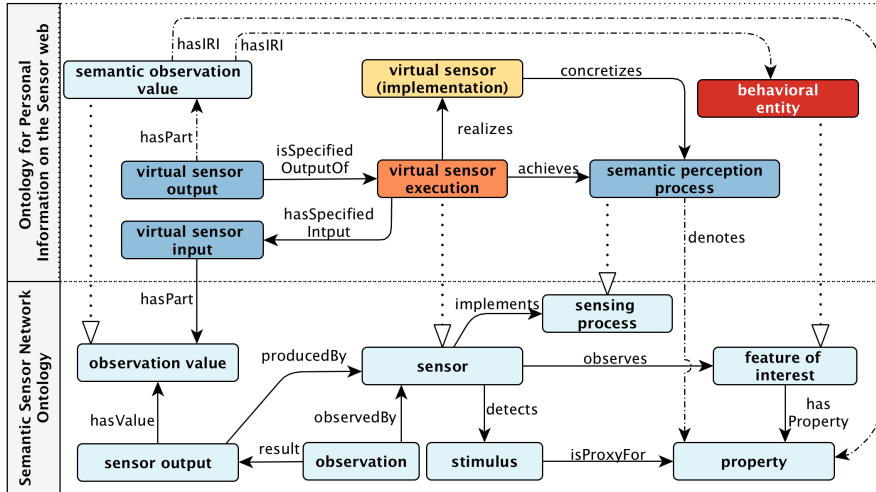 Ontology for Personal
Information on the Sensor web
hasIRI
hasIRI
semantic observation
value
virtual sensor
(implementation)
concretizes
behavioral
entity
hasPart
realizes
isSpecified
OutputOf
virtual sensor
output
virtual sensor
execution
achieves
semantic perception
process
hasSpecified
Intput
virtual sensor
input
denotes
Semantic Sensor Network
Ontology
hasPart
implements
sensing
process
producedBy
observation value
sensor
observes
feature of
interest
hasValue
observedBy
detects
has
Property
result
sensor output
observation
stimulus
isProxyFor
property